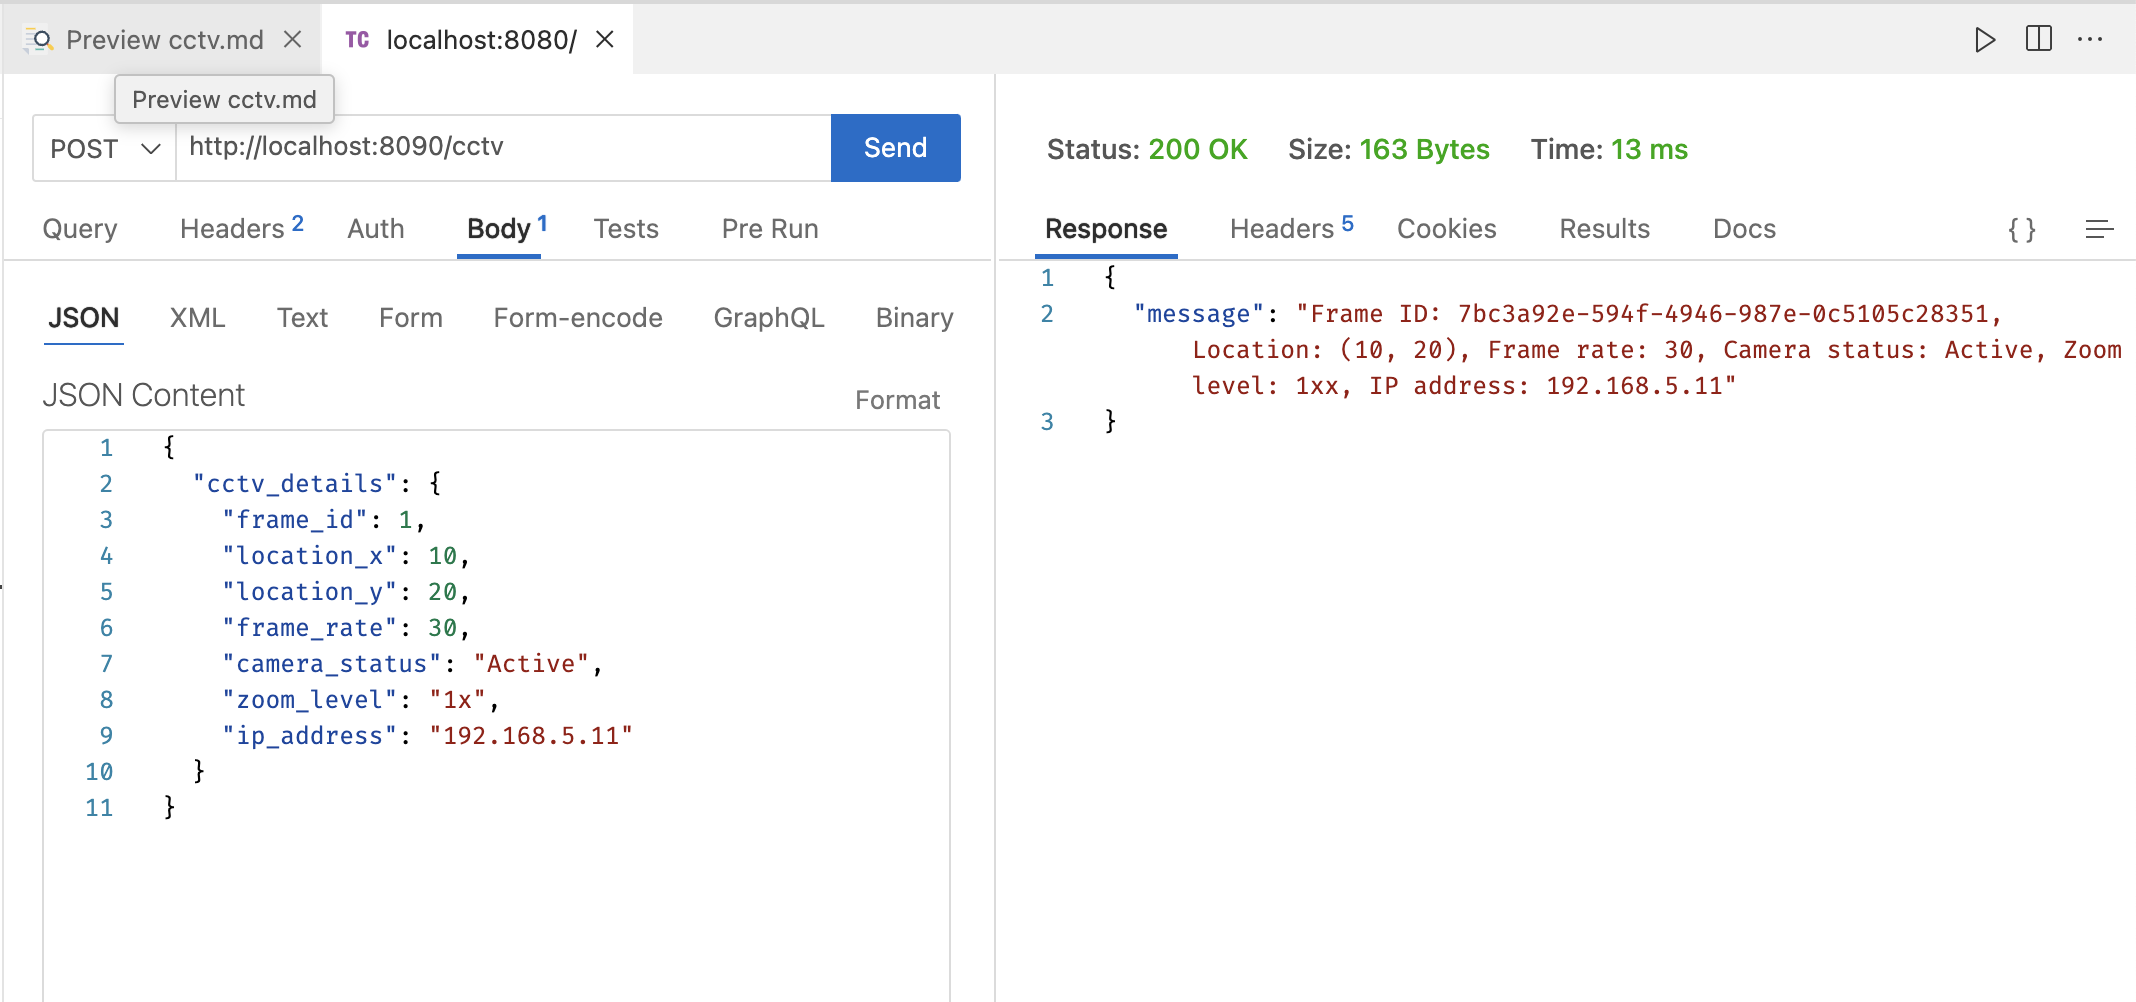 Preview cctv.md
TC localhost:8080/
Preview cctv.md
POST http://localhost:8090/cctv Send
Query Headers 2 Auth Body 1 Tests Pre Run
JSON XML Text Form Form-encode GraphQL Binary
JSON Content Format
1 {
2 "cctv_details": {
3 "frame_id": 1,
4 "location_x": 10,
5 "location_y": 20,
6 "frame_rate": 30,
7 "camera_status": "Active",
8 "zoom_level": "1x",
9 "ip_address": "192.168.5.11"
10 }
11 }
Status: 200 OK Size: 163 Bytes Time: 13 ms
Response Headers 5 Cookies Results Docs {}
1 {
2 "message": "Frame ID: 7bc3a92e-594f-4946-987e-0c5105c28351,
Location: (10, 20), Frame rate: 30, Camera status: Active, Zoom
level: 1xx, IP address: 192.168.5.11"
3 }